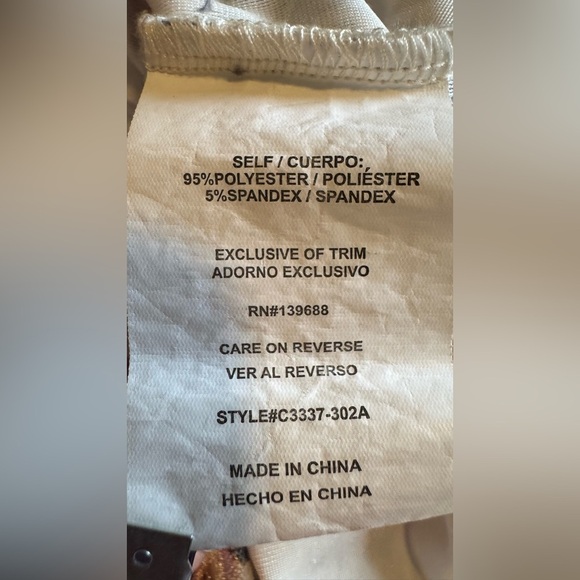 SELF / CUERPO:
95%POLYESTER / POLIÉSTER
5%SPANDEX / SPANDEX
EXCLUSIVE OF TRIM
ADORNO EXCLUSIVO
RN#139688
CARE ON REVERSE
VER AL REVERSO
STYLE#C3337-302A
MADE IN CHINA
HECHO EN CHINA